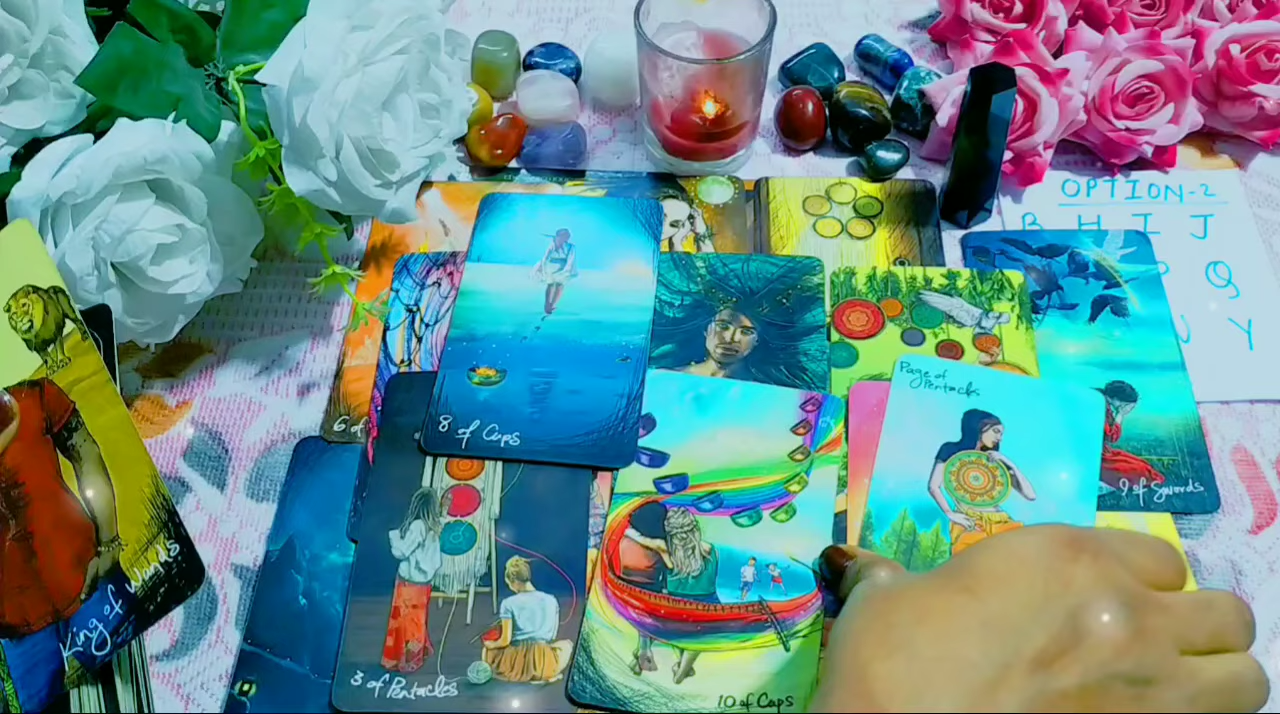 OPTION-2
B H I J
Q
Y
Page of
Pentacles
6 of
8 of Cups
9 of Swords
King of Wands
3 of Pentacles
10 of Cups